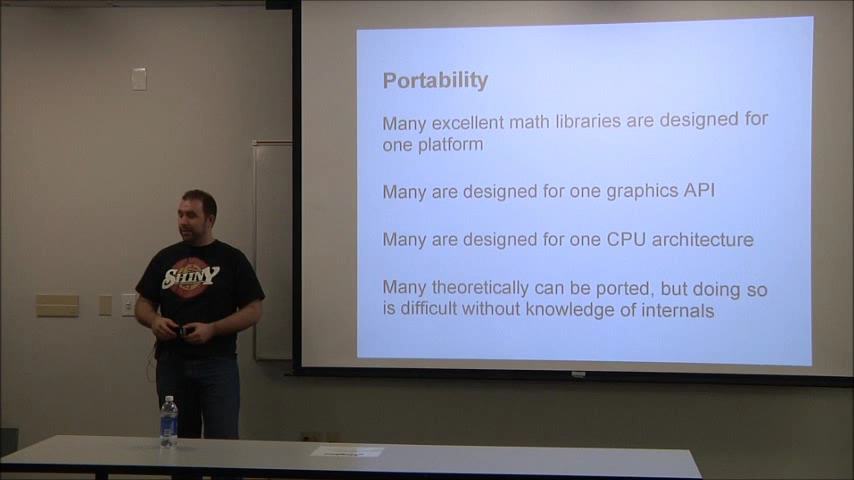 Portability
Many excellent math libraries are designed for
one platform
Many are designed for one graphics API
Many are designed for one CPU architecture
Many theoretically can be ported, but doing so
is difficult without knowledge of internals
SHINY